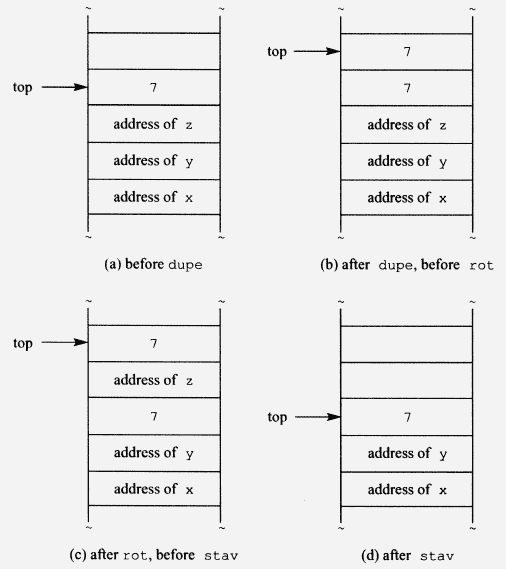 top
7
address of z
address of y
address of x
(a) before dupe
top
7
7
address of z
address of y
address of x
(b) after dupe, before rot
top
7
address of z
7
address of y
address of x
(c) after rot, before stav
top
7
address of y
address of x
(d) after stav